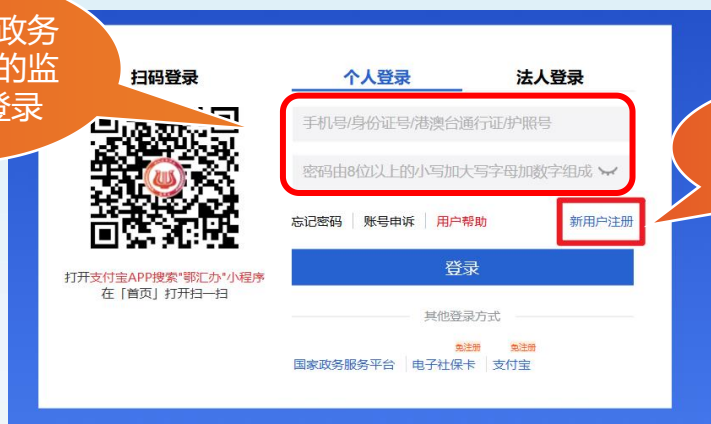 政务
的监
登录
扫码登录
个人登录
法人登录
手机号/身份证号/港澳台通行证/护照号
密码由8位以上的小写加大写字母加数字组成
忘记密码
账号申诉
用户帮助
新用户注册
登录
打开支付宝APP搜索"鄂汇办"小程序
在「首页」打开扫一扫
其他登录方式
免注册
免注册
国家政务服务平台
电子社保卡
支付宝